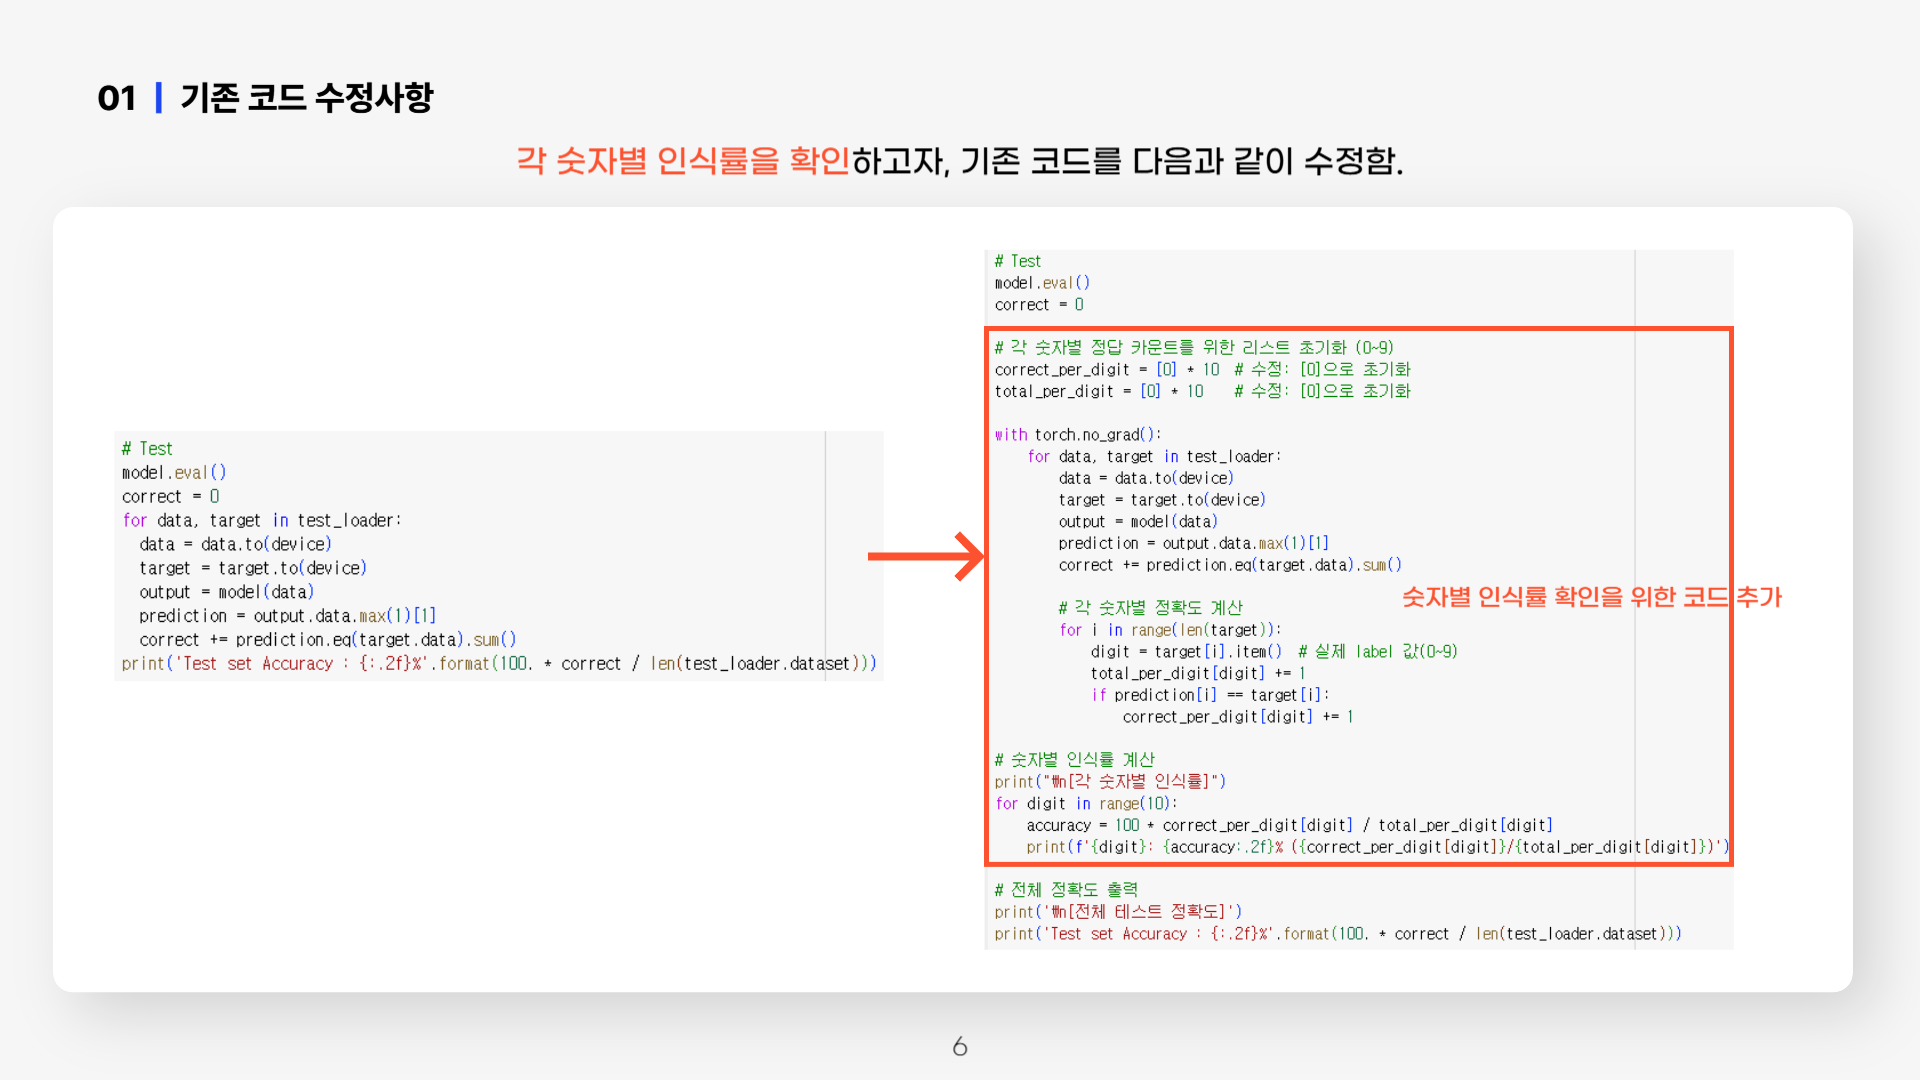 01 | 기존 코드 수정사항
각 숫자별 인식률을 확인하고자, 기존 코드를 다음과 같이 수정함.
# Test
model.eval()
correct = 0
for data, target in test_loader:
  data = data.to(device)
  target = target.to(device)
  output = model(data)
  prediction = output.data.max(1)[1]
  correct += prediction.eq(target.data).sum()
print('Test set Accuracy : {:.2f}%'.format(100. * correct / len(test_loader.dataset)))
# Test
model.eval()
correct = 0
# 각 숫자별 정답 카운트를 위한 리스트 초기화 (0~9)
correct_per_digit = [0] * 10  # 수정: [0]으로 초기화
total_per_digit = [0] * 10    # 수정: [0]으로 초기화
with torch.no_grad():
    for data, target in test_loader:
        data = data.to(device)
        target = target.to(device)
        output = model(data)
        prediction = output.data.max(1)[1]
        correct += prediction.eq(target.data).sum()
숫자별 인식률 확인을 위한 코드 추가
        # 각 숫자별 정확도 계산
        for i in range(len(target)):
            digit = target[i].item()  # 실제 label 값(0~9)
            total_per_digit[digit] += 1
            if prediction[i] == target[i]:
                correct_per_digit[digit] += 1
# 숫자별 인식률 계산
print("₩n[각 숫자별 인식률]")
for digit in range(10):
    accuracy = 100 * correct_per_digit[digit] / total_per_digit[digit]
    print(f'{digit}: {accuracy:.2f}% ({correct_per_digit[digit]}/{total_per_digit[digit]})')
# 전체 정확도 출력
print('₩n[전체 테스트 정확도]')
print('Test set Accuracy : {:.2f}%'.format(100. * correct / len(test_loader.dataset)))
6